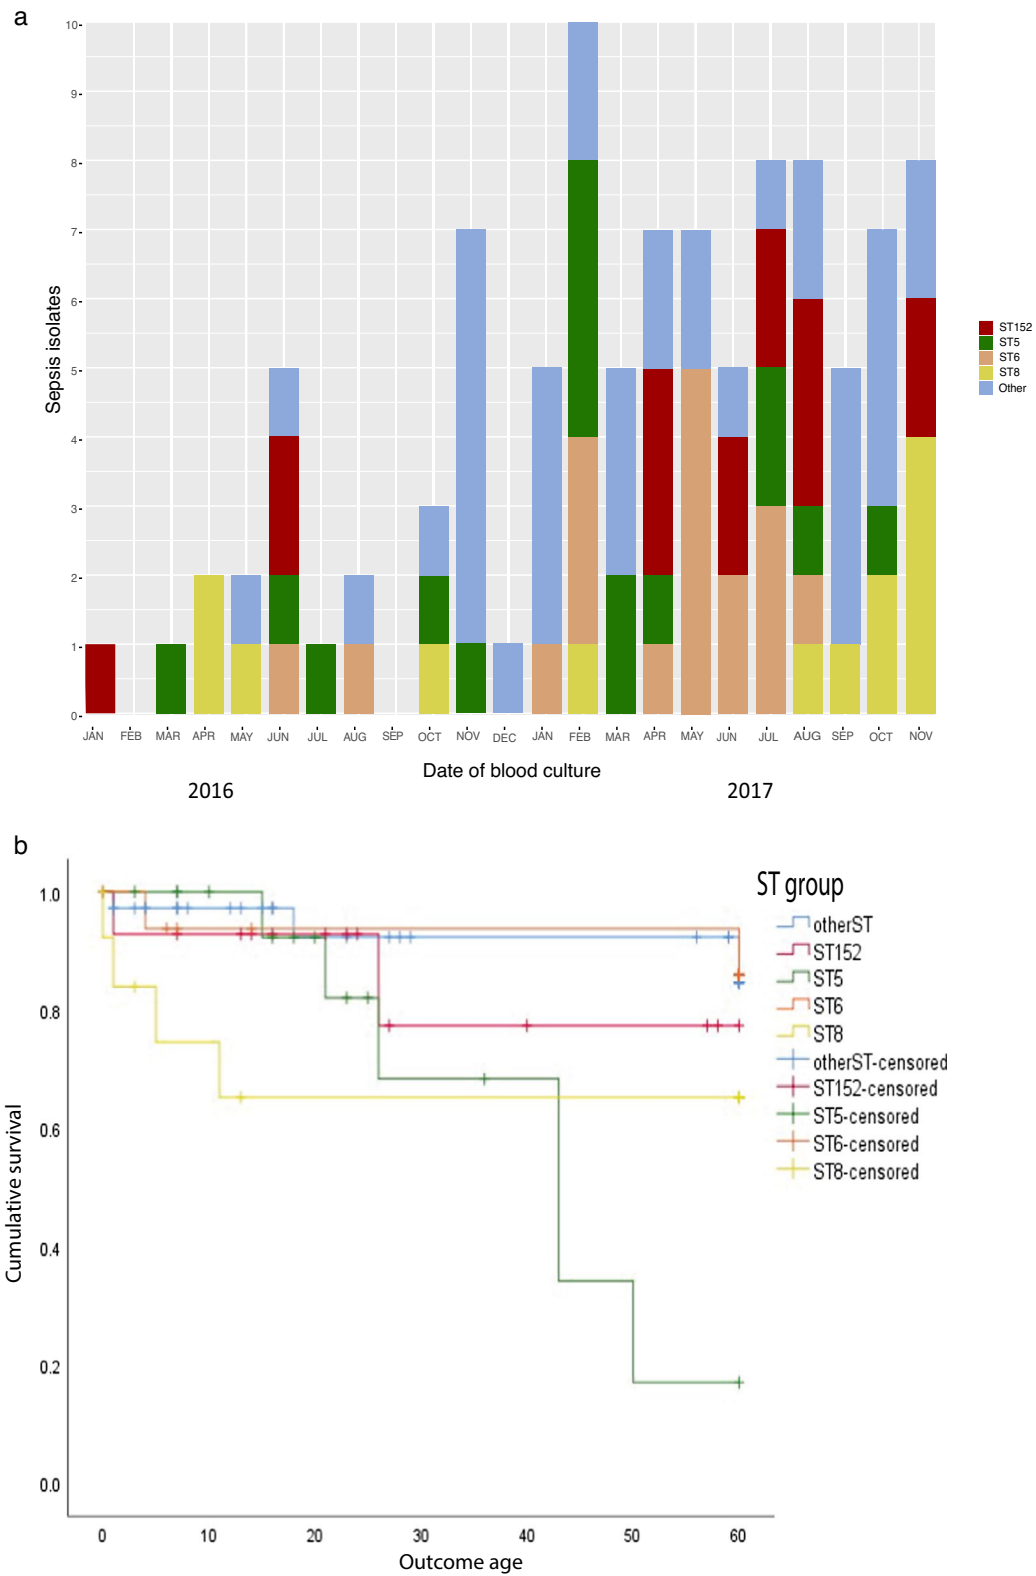 a
10
9
8
7
6
5
4
3
2
1
0
Sepsis isolates
JAN FEB MAR APR MAY JUN JUL AUG SEP OCT NOV DEC JAN FEB MAR APR MAY JUN JUL AUG SEP OCT NOV
Date of blood culture
2016 2017
ST152
ST5
ST6
ST8
Other
b
1.0
0.8
0.6
0.4
0.2
0.0
Cumulative survival
0 10 20 30 40 50 60
Outcome age
ST group
otherST
ST152
ST5
ST6
ST8
otherST-censored
ST152-censored
ST5-censored
ST6-censored
ST8-censored